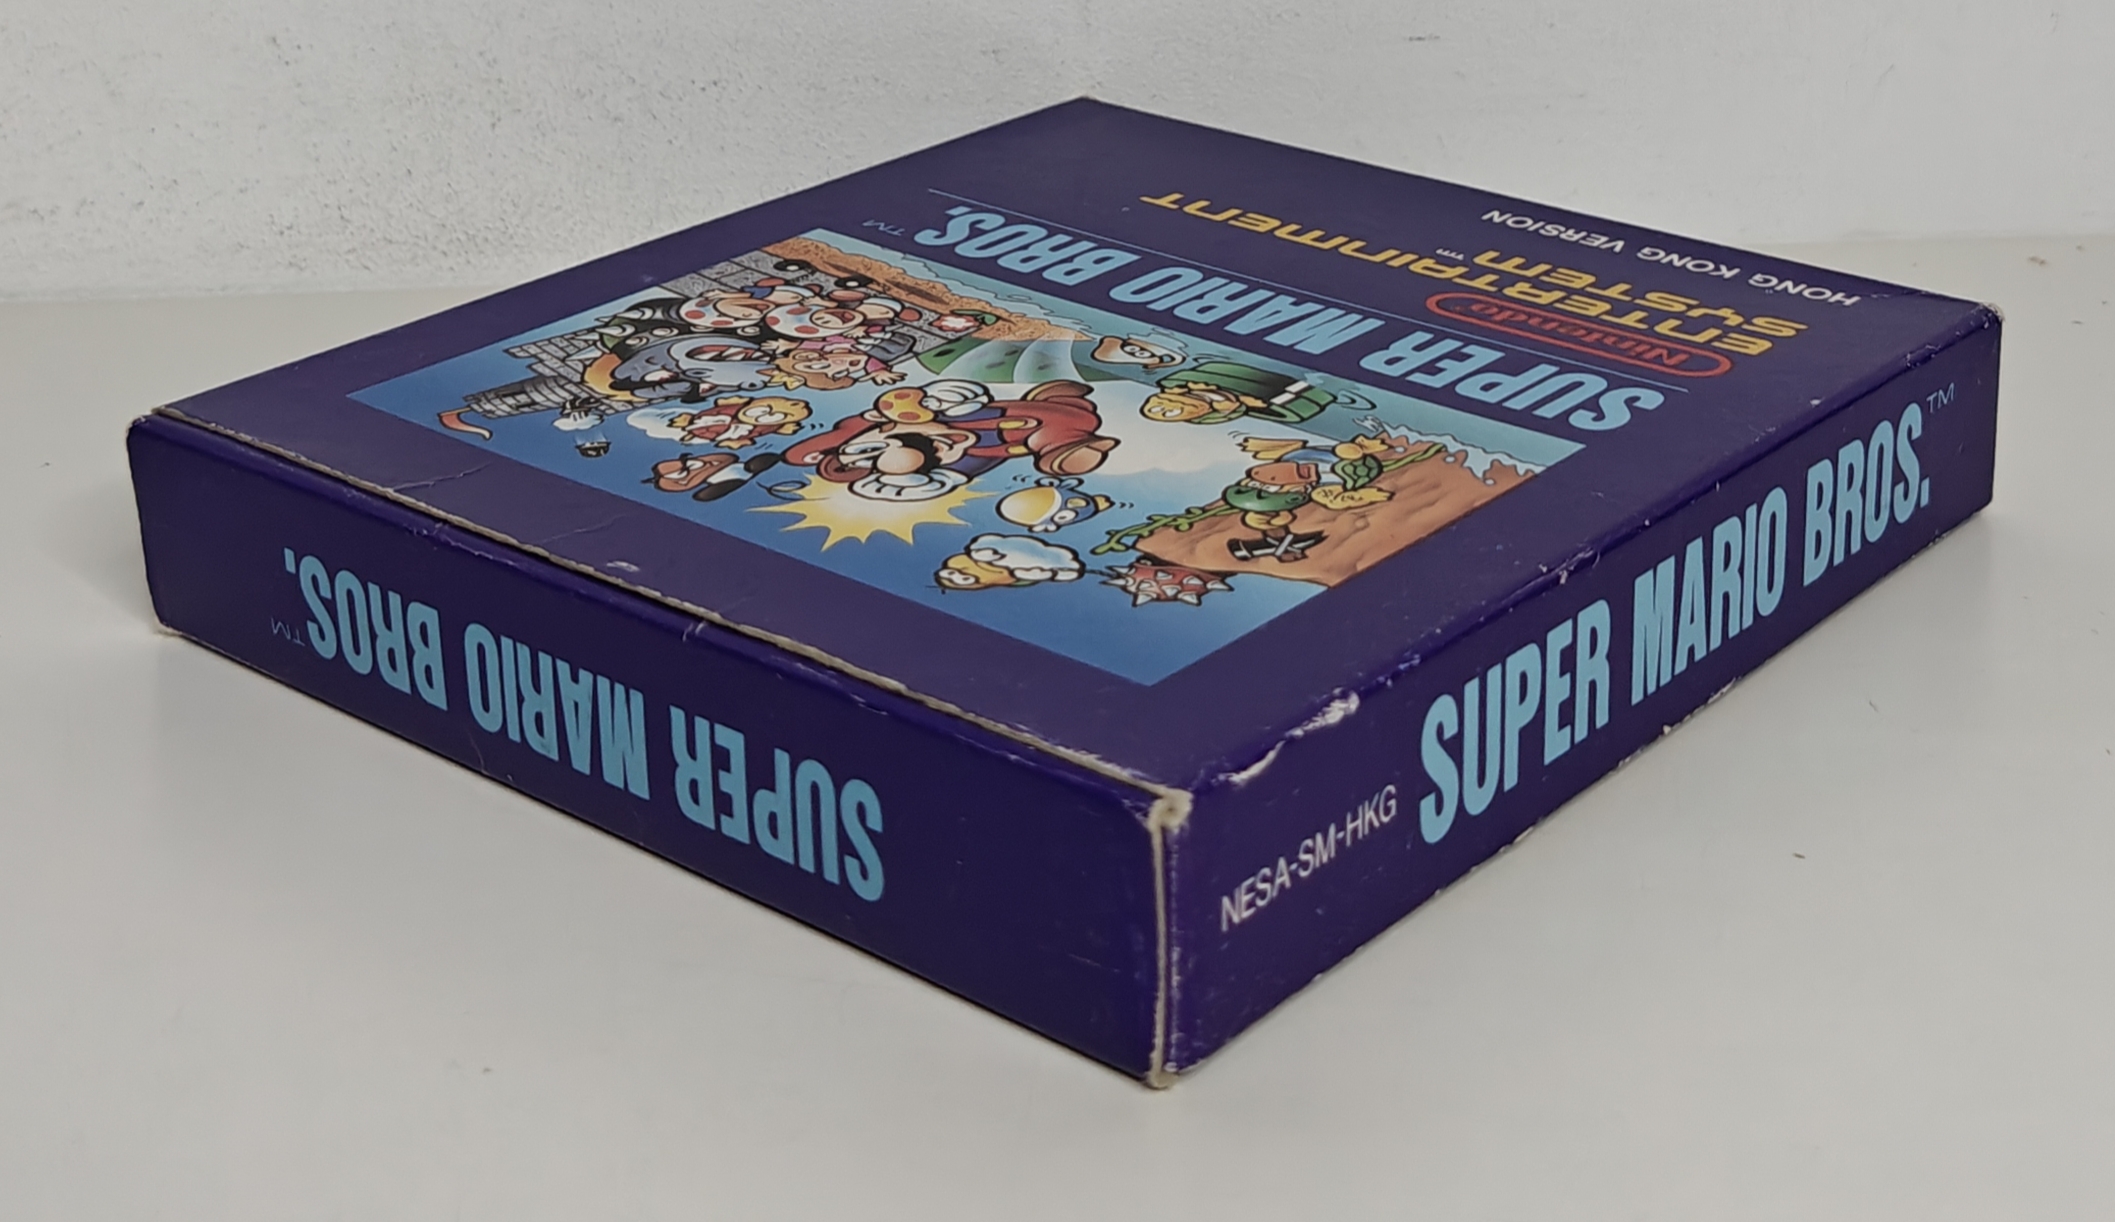 HONG KONG VERSION
Nintendo®
ENTERTAINMENT
SYSTEM™
SUPER MARIO BROS.™
SUPER MARIO BROS.™
NESA-SM-HKG
SUPER MARIO BROS.™